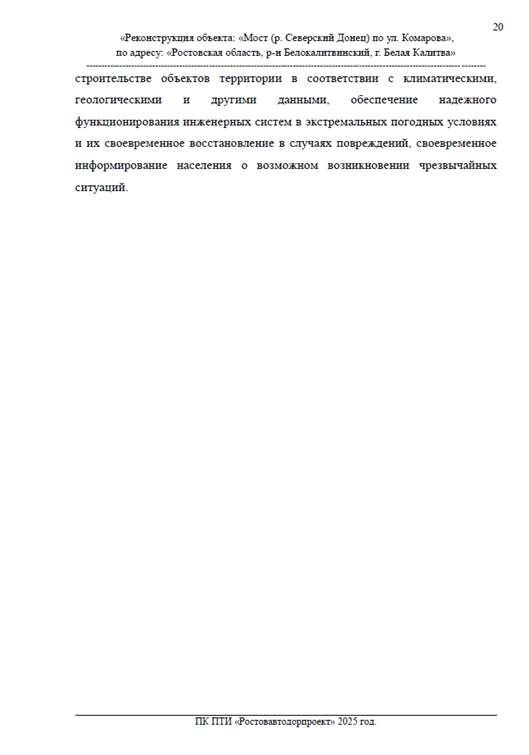 20
«Реконструкция объекта: «Мост (р. Северский Донец) по ул. Комарова»,
по адресу: «Ростовская область, р-н Белокалитвинский, г. Белая Калитва»
строительстве объектов территории в соответствии с климатическими,
геологическими и другими данными, обеспечение надежного
функционирования инженерных систем в экстремальных погодных условиях
и их своевременное восстановление в случаях повреждений, своевременное
информирование населения о возможном возникновении чрезвычайных
ситуаций.
ПК ПТИ «Ростовавтодорпроект» 2025 год.